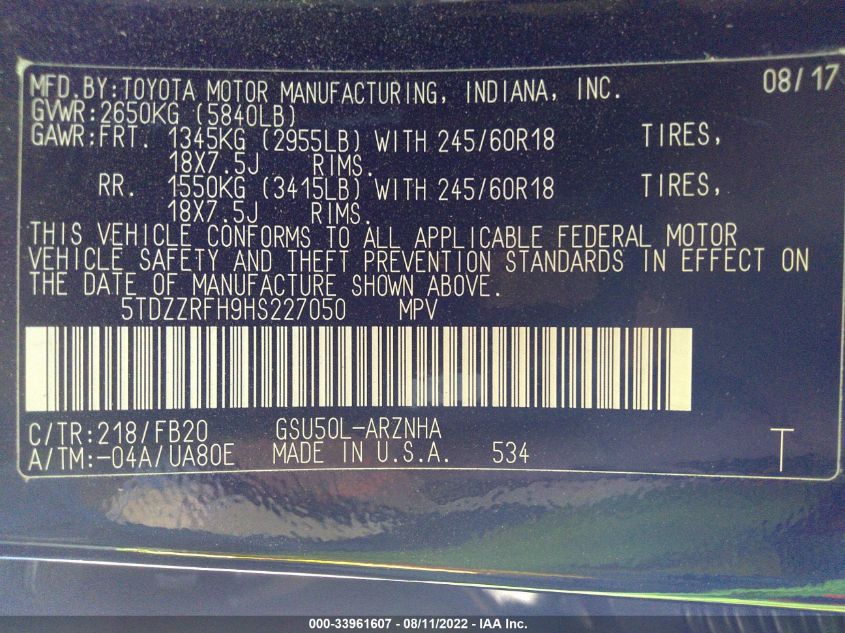 MFD.BY:TOYOTA MOTOR MANUFACTURING, INDIANA, INC. 08/17
GVWR:2650KG (5840LB)
GAWR:FRT. 1345KG (2955LB) WITH 245/60R18 TIRES,
18X7.5J RIMS.
RR. 1550KG (3415LB) WITH 245/60R18 TIRES,
18X7.5J RIMS.
THIS VEHICLE CONFORMS TO ALL APPLICABLE FEDERAL MOTOR
VEHICLE SAFETY AND THEFT PREVENTION STANDARDS IN EFFECT ON
THE DATE OF MANUFACTURE SHOWN ABOVE.
5TDZZRFH9HS227050 MPV
C/TR:218/FB20 GSU50L-ARZNHA
A/TM:-04A/UA80E MADE IN U.S.A. 534 T
000-33961607 - 08/11/2022 - IAA Inc.